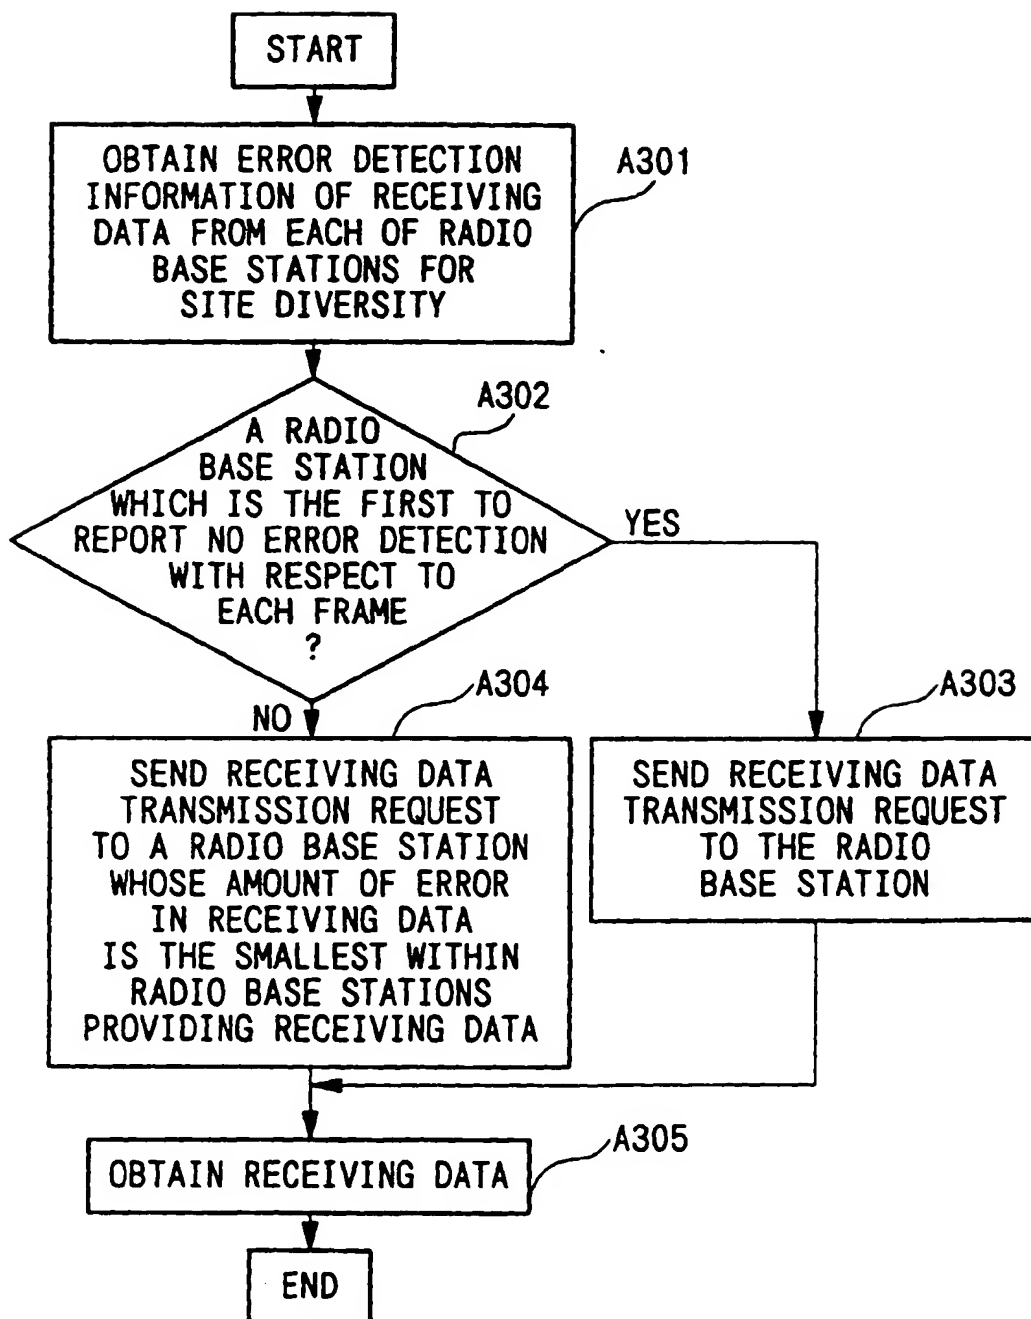 START
OBTAIN ERROR DETECTION
INFORMATION OF RECEIVING
DATA FROM EACH OF RADIO
BASE STATIONS FOR
SITE DIVERSITY
A301
A302
A RADIO
BASE STATION
WHICH IS THE FIRST TO
REPORT NO ERROR DETECTION
WITH RESPECT TO
EACH FRAME
?
YES
NO
A304
SEND RECEIVING DATA
TRANSMISSION REQUEST
TO A RADIO BASE STATION
WHOSE AMOUNT OF ERROR
IN RECEIVING DATA
IS THE SMALLEST WITHIN
RADIO BASE STATIONS
PROVIDING RECEIVING DATA
A303
SEND RECEIVING DATA
TRANSMISSION REQUEST
TO THE RADIO
BASE STATION
A305
OBTAIN RECEIVING DATA
END